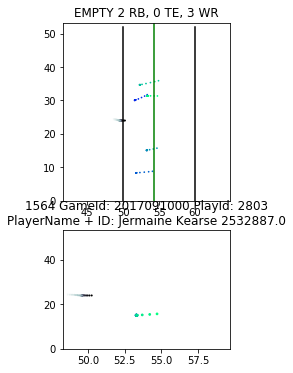 EMPTY 2 RB, 0 TE, 3 WR
50
40
30
20
10
0
45 50 55 60
1564 GameId: 2017091000 PlayId: 2803
PlayerName + ID: Jermaine Kearse 2532887.0
40
20
0
50.0 52.5 55.0 57.5